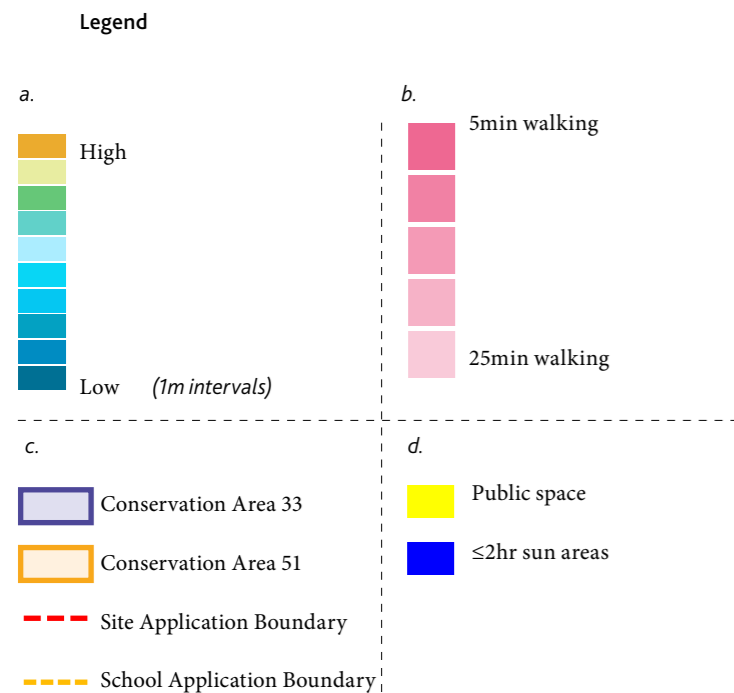 Legend
a.
High
Low (1m intervals)
b.
5min walking
25min walking
c.
Conservation Area 33
Conservation Area 51
Site Application Boundary
School Application Boundary
d.
Public space
≤2hr sun areas